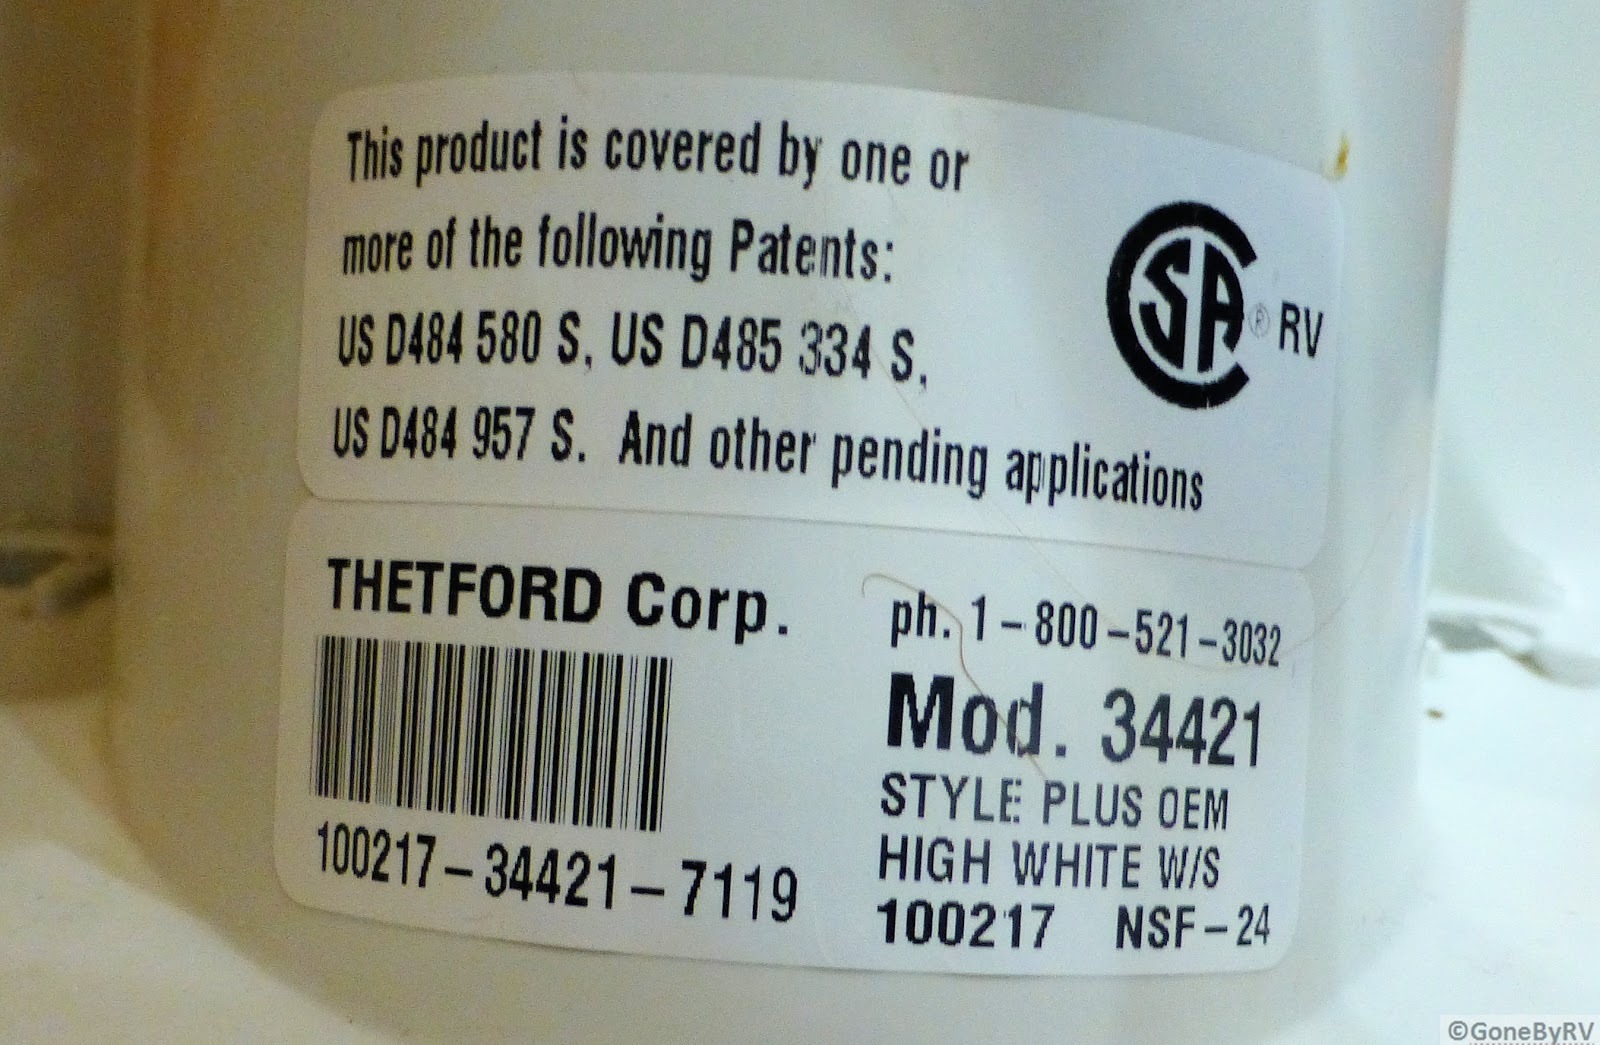 This product is covered by one or
more of the following Patents:
US D484 580 S, US D485 334 S,
US D484 957 S. And other pending applications
CSA® RV
THETFORD Corp.
100217-34421-7119
ph. 1-800-521-3032
Mod. 34421
STYLE PLUS OEM
HIGH WHITE W/S
100217 NSF-24
©GoneByRV